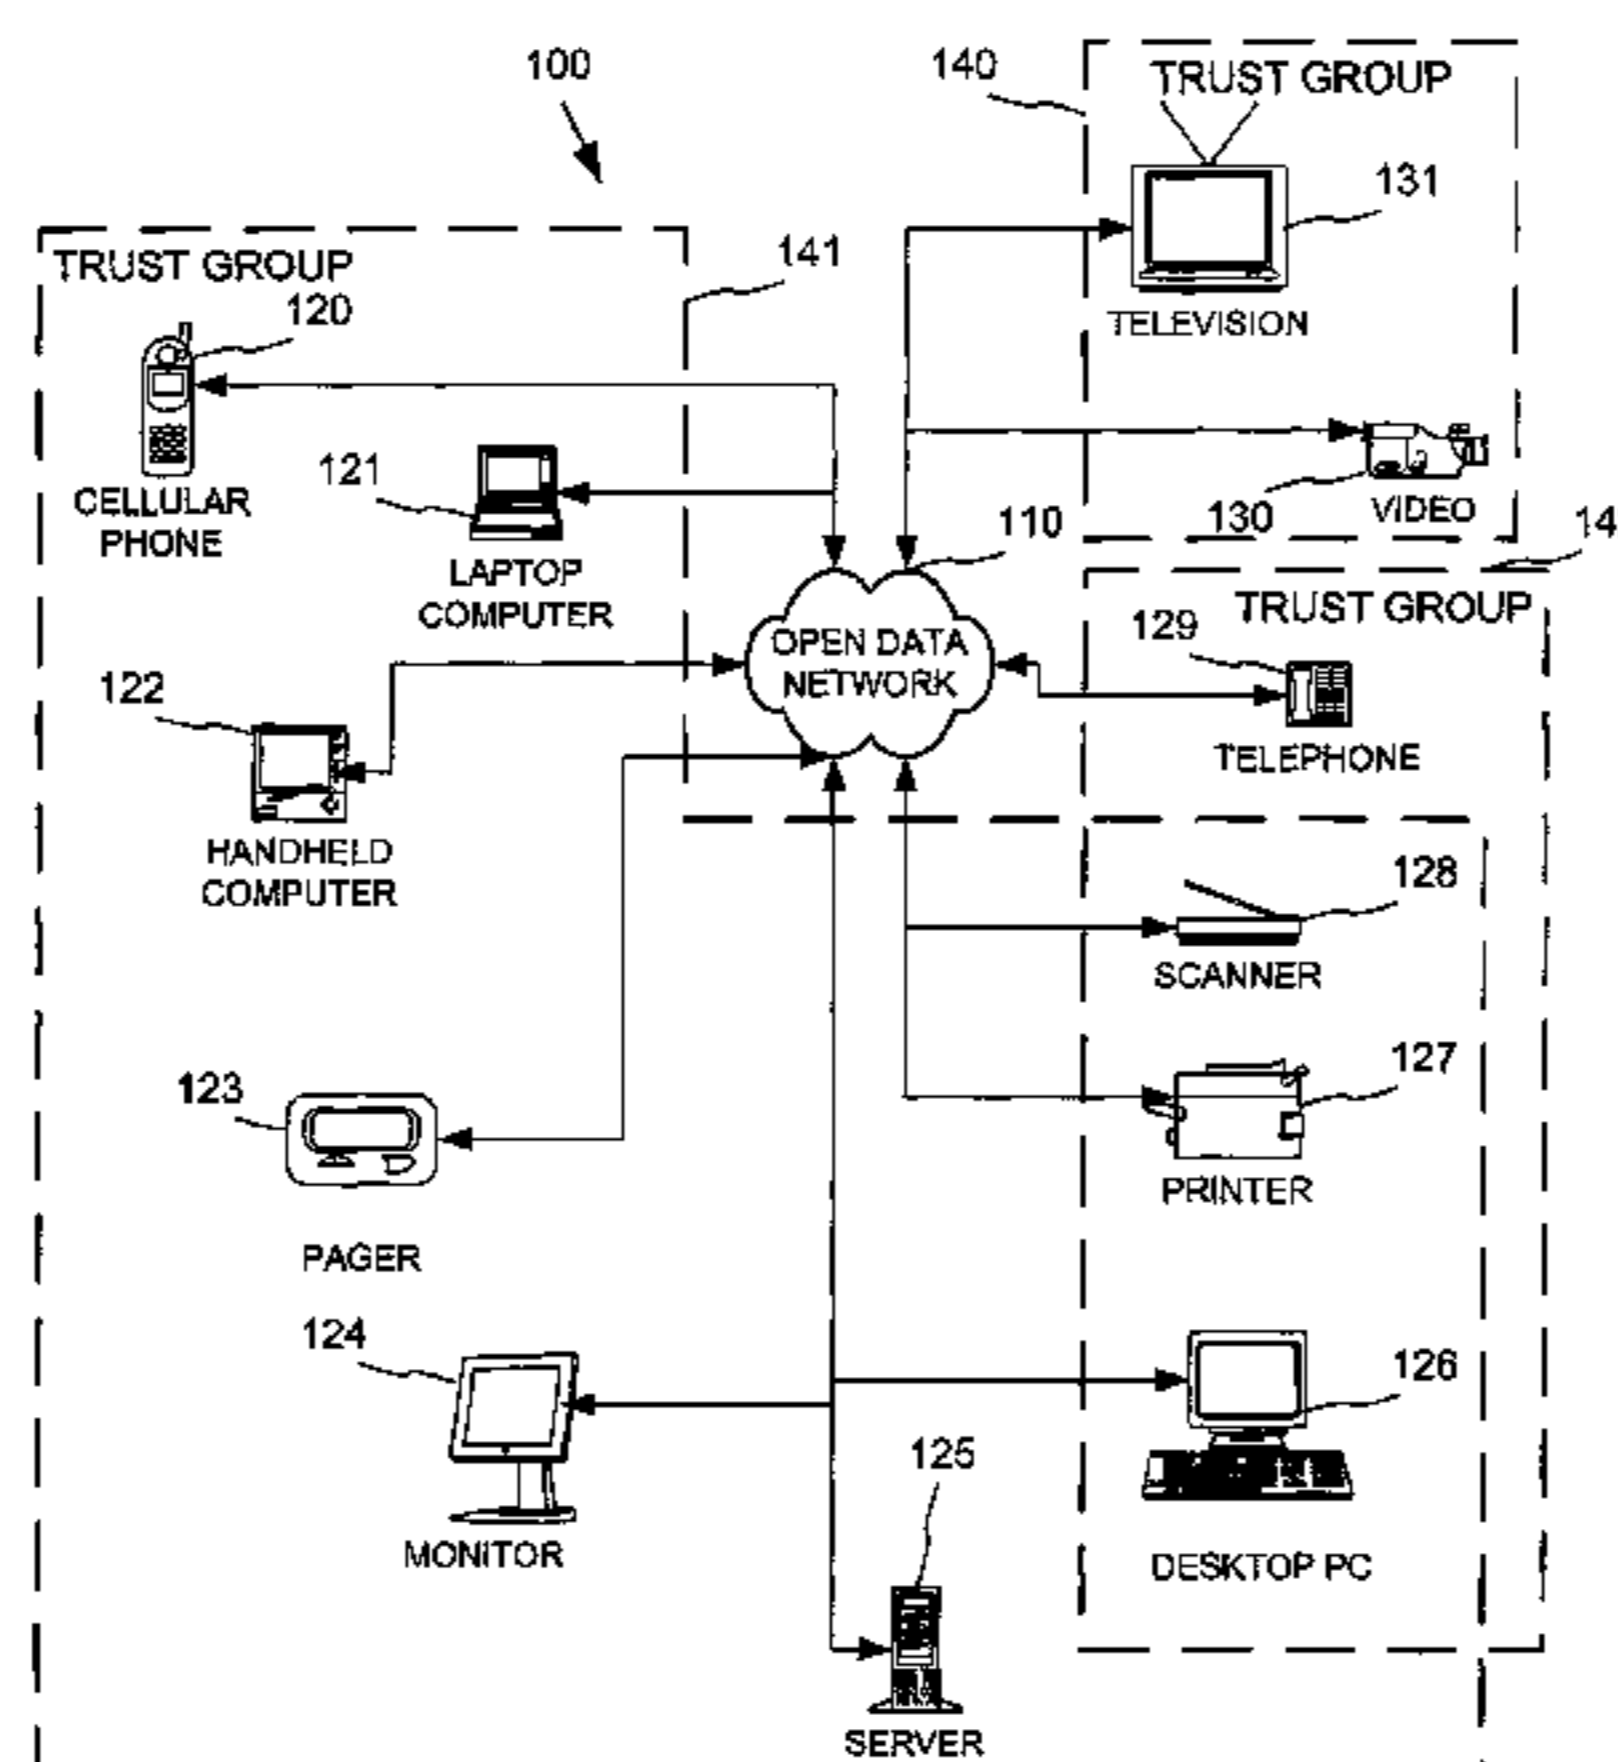 100
140
TRUST GROUP
131
TELEVISION
130
VIDEO
TRUST GROUP
141
120
CELLULAR
PHONE
121
LAPTOP
COMPUTER
110
OPEN DATA
NETWORK
14
TRUST GROUP
129
TELEPHONE
122
HANDHELD
COMPUTER
128
SCANNER
123
PAGER
127
PRINTER
124
MONITOR
126
DESKTOP PC
125
SERVER